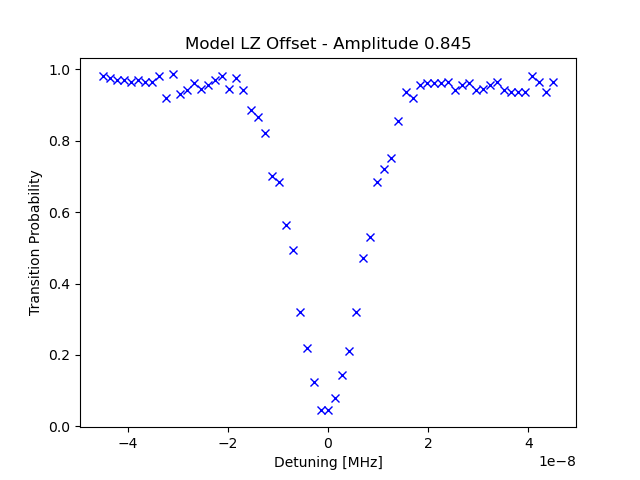 Model LZ Offset - Amplitude 0.845
Transition Probability
1.0
0.8
0.6
0.4
0.2
0.0
−4
−2
0
2
4
1e−8
Detuning [MHz]